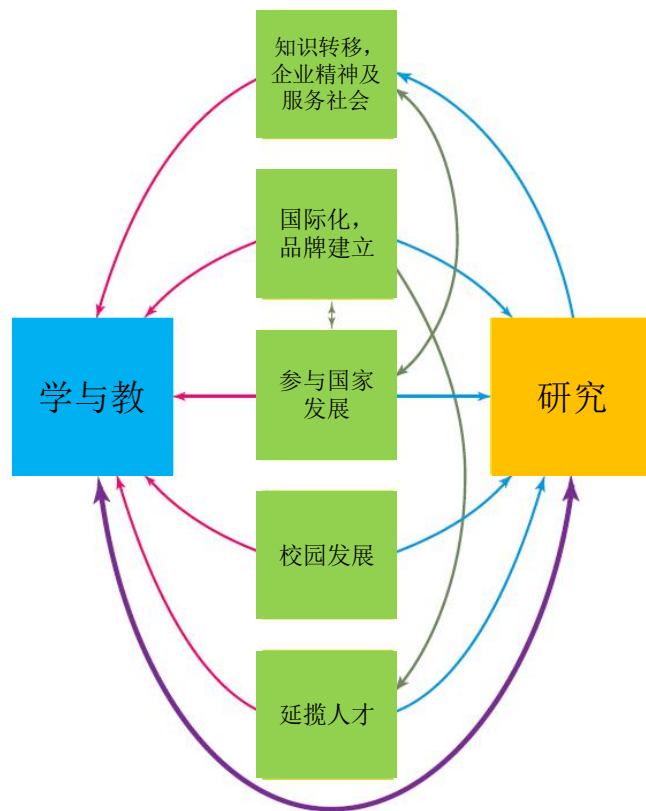 知识转移，
企业精神及
服务社会
国际化，
品牌建立
学与教
参与国家
发展
研究
校园发展
延揽人才